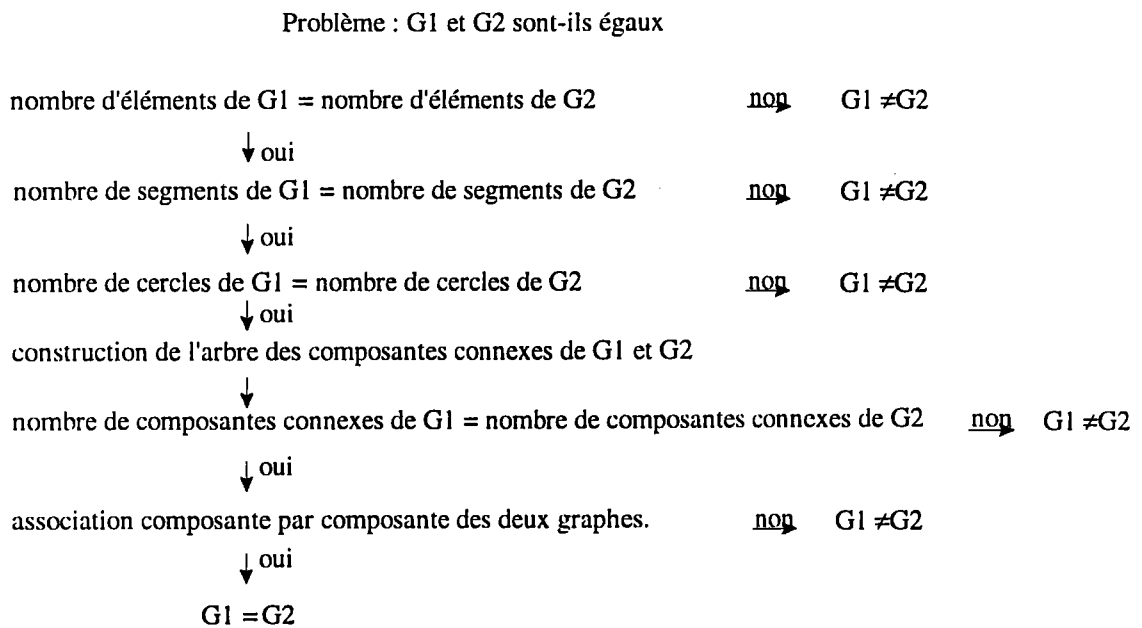 Problème : G1 et G2 sont-ils égaux
nombre d'éléments de G1 = nombre d'éléments de G2 non G1 ≠G2
oui
nombre de segments de G1 = nombre de segments de G2 non G1 ≠G2
oui
nombre de cercles de G1 = nombre de cercles de G2 non G1 ≠G2
oui
construction de l'arbre des composantes connexes de G1 et G2
nombre de composantes connexes de G1 = nombre de composantes connexes de G2 non G1 ≠G2
oui
association composante par composante des deux graphes. non G1 ≠G2
oui
G1 =G2